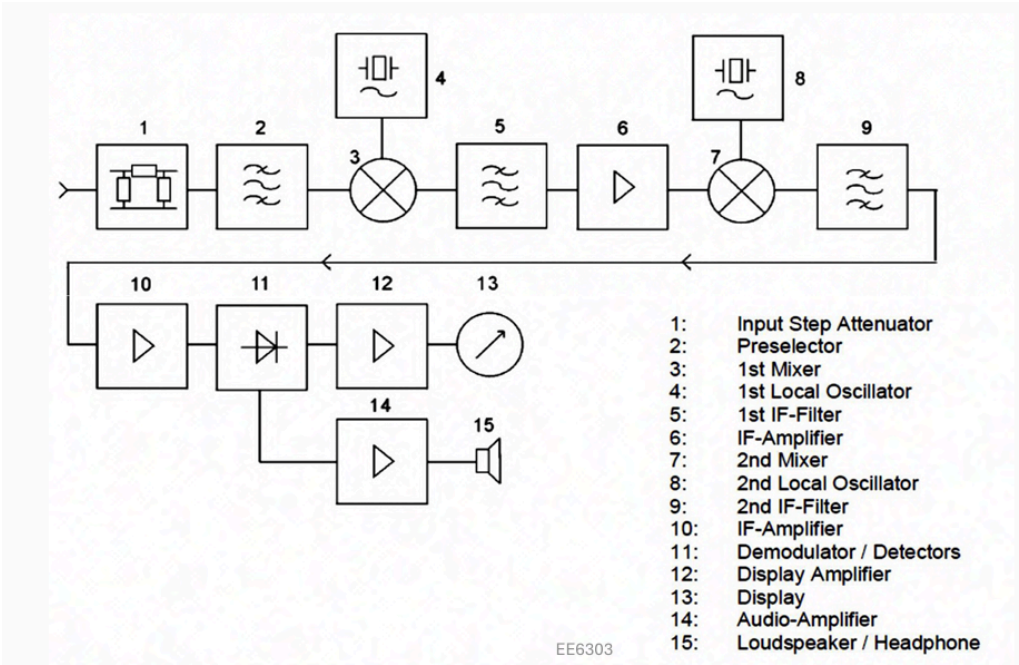 4
8
1
2
3
5
6
7
9
10
11
12
13
14
15
1: Input Step Attenuator
2: Preselector
3: 1st Mixer
4: 1st Local Oscillator
5: 1st IF-Filter
6: IF-Amplifier
7: 2nd Mixer
8: 2nd Local Oscillator
9: 2nd IF-Filter
10: IF-Amplifier
11: Demodulator / Detectors
12: Display Amplifier
13: Display
14: Audio-Amplifier
15: Loudspeaker / Headphone
EE6303